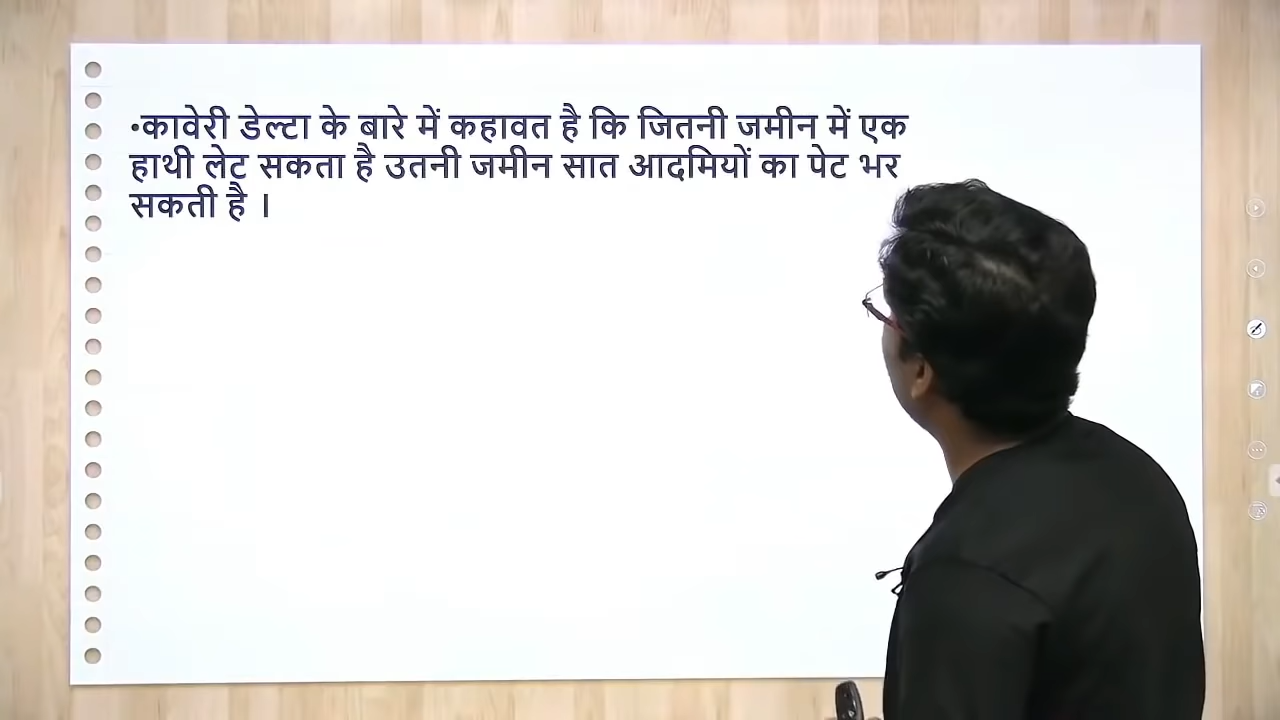 •कावेरी डेल्टा के बारे में कहावत है कि जितनी जमीन में एक
हाथी लेट सकता है उतनी जमीन सात आदमियों का पेट भर
सकती है ।